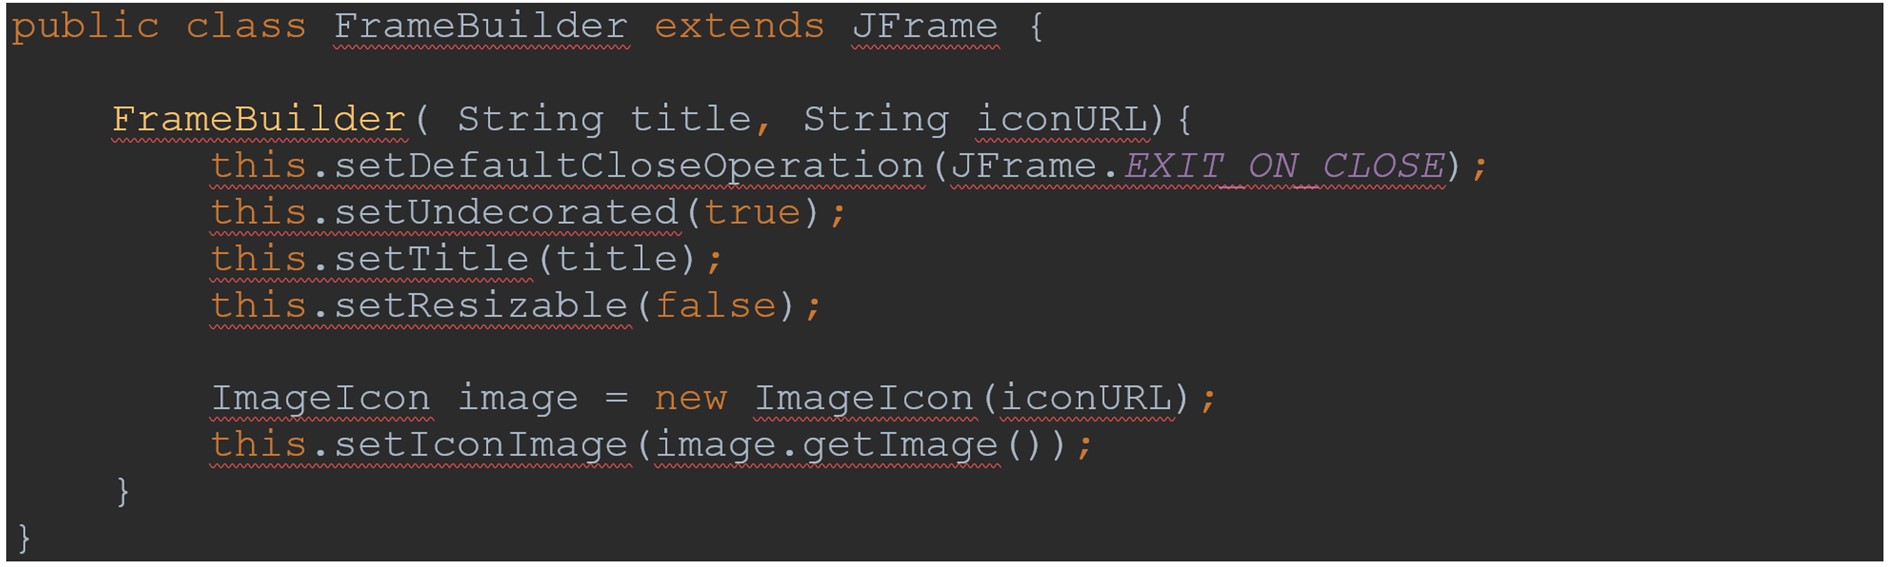 public class FrameBuilder extends JFrame {
FrameBuilder( String title, String iconURL){
this.setDefaultCloseOperation(JFrame.EXIT_ON_CLOSE);
this.setUndecorated(true);
this.setTitle(title);
this.setResizable(false);
ImageIcon image = new ImageIcon(iconURL);
this.setIconImage(image.getImage());
}
}